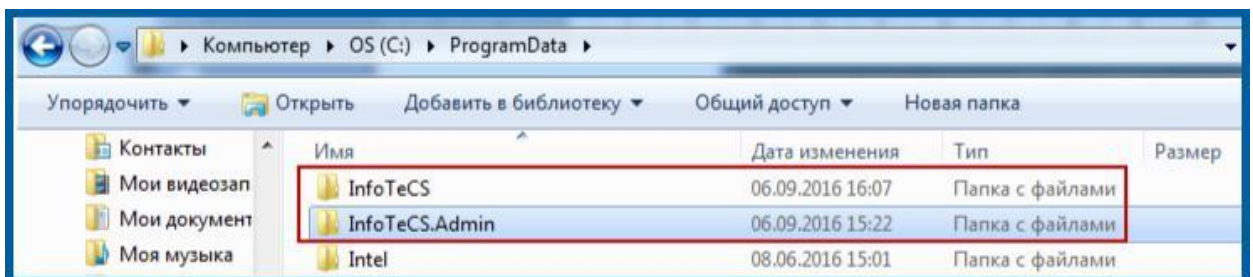 Компьютер ▸ OS (C:) ▸ ProgramData ▸
Упорядочить Открыть Добавить в библиотеку Общий доступ Новая папка
Контакты Имя Дата изменения Тип Размер
Мои видеозап InfoTeCS 06.09.2016 16:07 Папка с файлами
Мои документ InfoTeCS.Admin 06.09.2016 15:22 Папка с файлами
Моя музыка Intel 08.06.2016 15:01 Папка с файлами